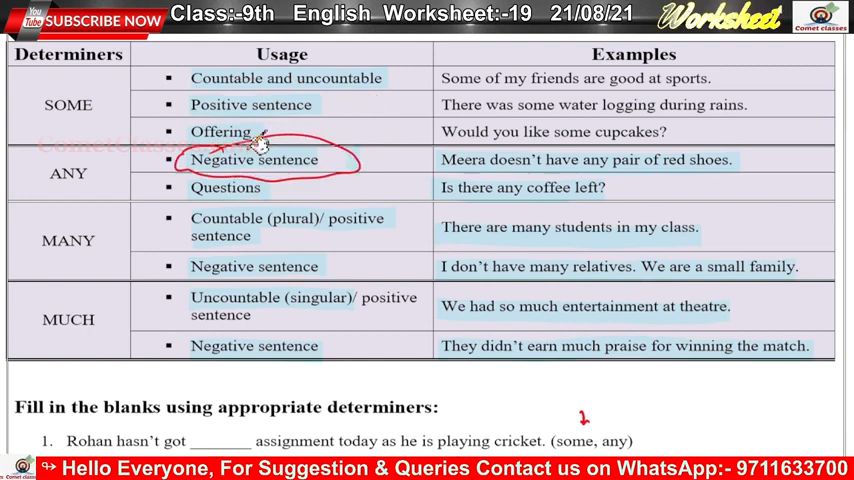 You Tube SUBSCRIBE NOW
Class:-9th English Worksheet:-19 21/08/21
Worksheet
Comet classes
Determiners Usage Examples
SOME
▪ Countable and uncountable Some of my friends are good at sports.
▪ Positive sentence There was some water logging during rains.
▪ Offering Would you like some cupcakes?
ANY
▪ Negative sentence Meera doesn't have any pair of red shoes.
▪ Questions Is there any coffee left?
MANY
▪ Countable (plural)/ positive
sentence
There are many students in my class.
▪ Negative sentence I don't have many relatives. We are a small family.
MUCH
▪ Uncountable (singular)/ positive
sentence
We had so much entertainment at theatre.
▪ Negative sentence They didn't earn much praise for winning the match.
Fill in the blanks using appropriate determiners:
1. Rohan hasn't got _______ assignment today as he is playing cricket. (some, any)
Hello Everyone, For Suggestion & Queries Contact us on WhatsApp:- 9711633700